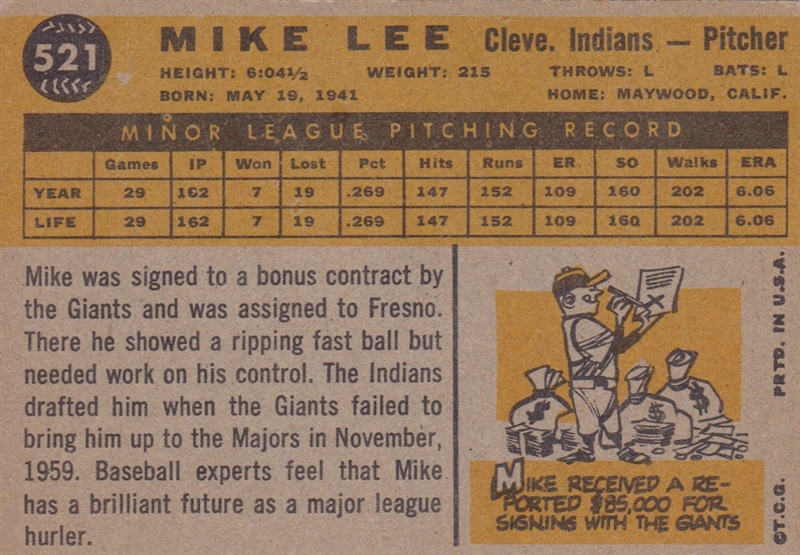 521
MIKE LEE Cleve. Indians — Pitcher
HEIGHT: 6:04½ WEIGHT: 215 THROWS: L BATS: L
BORN: MAY 19, 1941 HOME: MAYWOOD, CALIF.
MINOR LEAGUE PITCHING RECORD
Games IP Won Lost Pct Hits Runs ER SO Walks ERA
YEAR 29 162 7 19 .269 147 152 109 160 202 6.06
LIFE 29 162 7 19 .269 147 152 109 160 202 6.06
Mike was signed to a bonus contract by
the Giants and was assigned to Fresno.
There he showed a ripping fast ball but
needed work on his control. The Indians
drafted him when the Giants failed to
bring him up to the Majors in November,
1959. Baseball experts feel that Mike
has a brilliant future as a major league
hurler.
X
$ $ $
MIKE RECEIVED A RE-
PORTED $85,000 FOR
SIGNING WITH THE GIANTS
©T.C.G. PRTD. IN U.S.A.